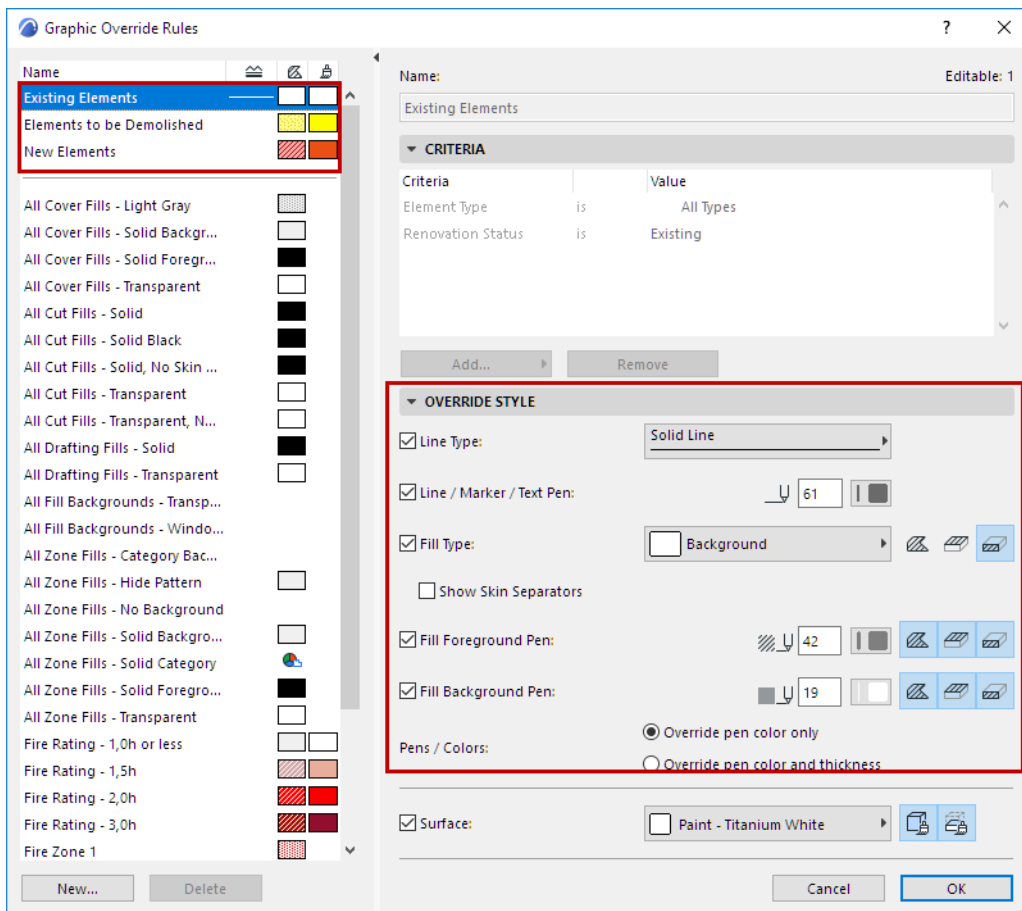 Graphic Override Rules
?
Name
Existing Elements
Elements to be Demolished
New Elements
All Cover Fills - Light Gray
All Cover Fills - Solid Backgr...
All Cover Fills - Solid Foregr...
All Cover Fills - Transparent
All Cut Fills - Solid
All Cut Fills - Solid Black
All Cut Fills - Solid, No Skin ...
All Cut Fills - Transparent
All Cut Fills - Transparent, N...
All Drafting Fills - Solid
All Drafting Fills - Transparent
All Fill Backgrounds - Transp...
All Fill Backgrounds - Windo...
All Zone Fills - Category Bac...
All Zone Fills - Hide Pattern
All Zone Fills - No Background
All Zone Fills - Solid Backgro...
All Zone Fills - Solid Category
All Zone Fills - Solid Foregro...
All Zone Fills - Transparent
Fire Rating - 1,0h or less
Fire Rating - 1,5h
Fire Rating - 2,0h
Fire Rating - 3,0h
Fire Zone 1
New...
Delete
Name:
Editable: 1
Existing Elements
CRITERIA
Criteria Value
Element Type is All Types
Renovation Status is Existing
Add...
Remove
OVERRIDE STYLE
Line Type: Solid Line
Line / Marker / Text Pen: 61
Fill Type: Background
Show Skin Separators
Fill Foreground Pen: 42
Fill Background Pen: 19
Pens / Colors:
Override pen color only
Override pen color and thickness
Surface: Paint - Titanium White
Cancel
OK